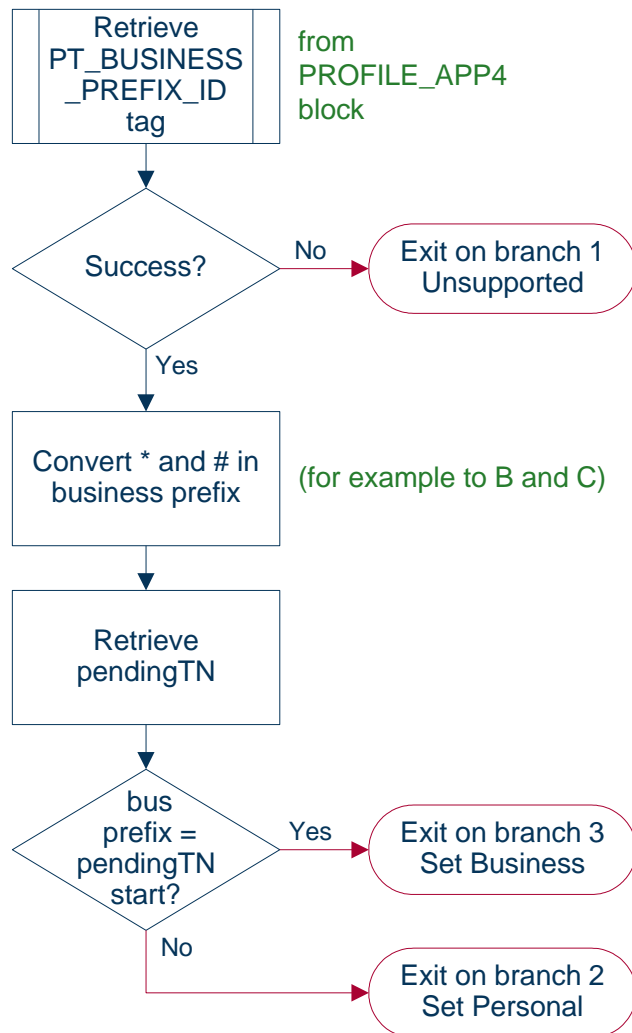 Retrieve
PT_BUSINESS
_PREFIX_ID
tag
from
PROFILE_APP4
block
Success?
No
Exit on branch 1
Unsupported
Yes
Convert * and # in
business prefix
(for example to B and C)
Retrieve
pendingTN
bus
prefix =
pendingTN
start?
Yes
Exit on branch 3
Set Business
No
Exit on branch 2
Set Personal